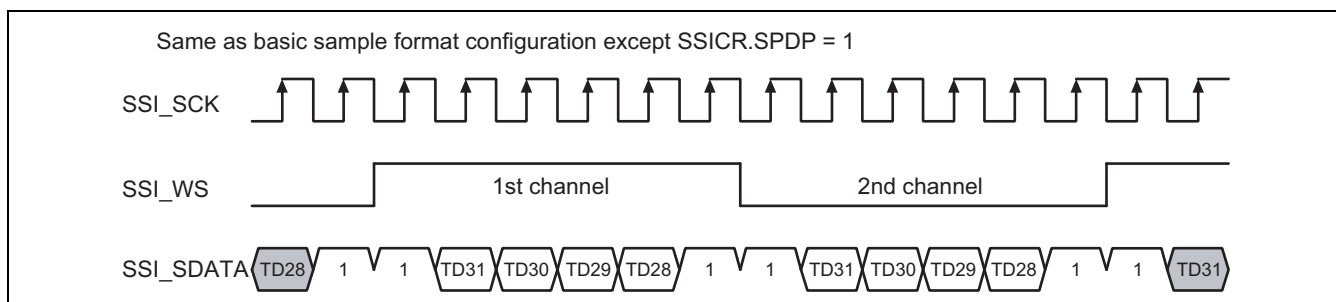 Same as basic sample format configuration except SSICR.SPDP = 1
SSI_SCK
SSI_WS 1st channel 2nd channel
SSI_SDATA TD28 1 1 TD31 TD30 TD29 TD28 1 1 TD31 TD30 TD29 TD28 1 1 TD31